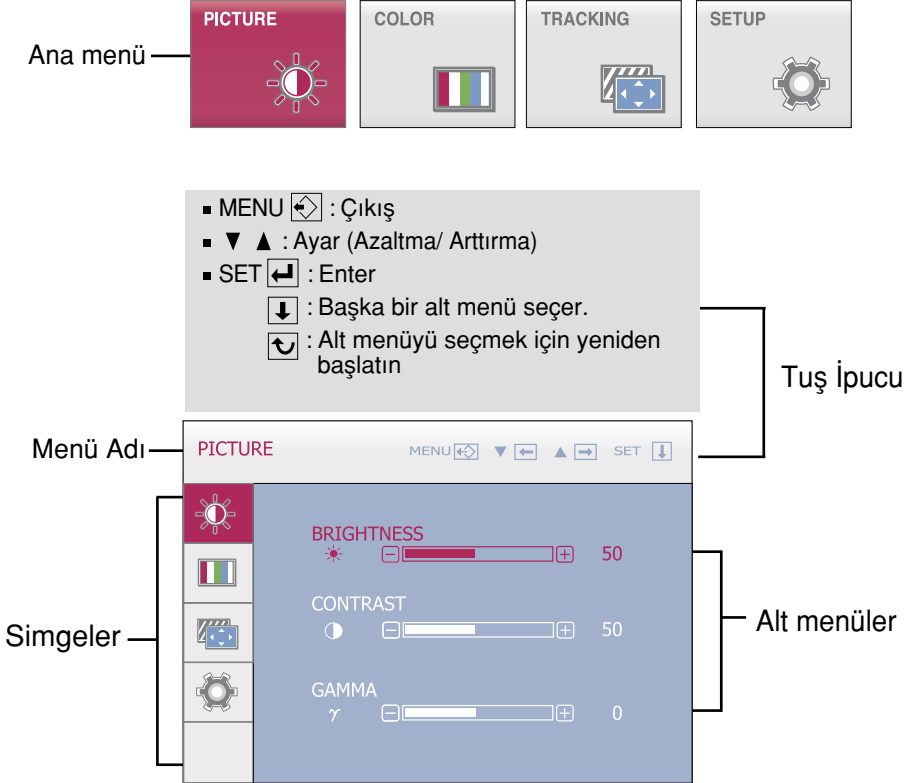 PICTURE COLOR TRACKING SETUP
Ana menü
MENU : Çıkış
▼ ▲ : Ayar (Azaltma/ Arttırma)
SET : Enter
: Başka bir alt menü seçer.
: Alt menüyü seçmek için yeniden
başlatın
Tuş İpucu
Menü Adı
PICTURE MENU ▼ ▲ SET
BRIGHTNESS
50
CONTRAST
50
GAMMA
γ 0
Simgeler
Alt menüler